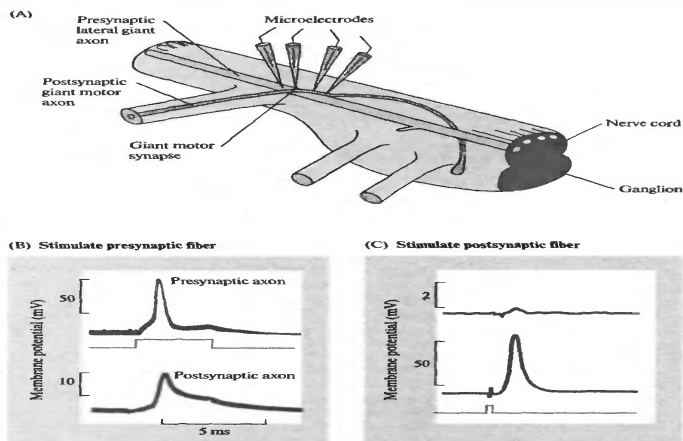 (A)
Presynaptic
lateral giant
axon
Microelectrodes
Postsynaptic
giant motor
axon
Giant motor
synapse
Nerve cord
Ganglion
(B) Stimulate presynaptic fiber
Membrane potential (mV)
50
Presynaptic axon
10
Postsynaptic axon
5 ms
(C) Stimulate postsynaptic fiber
Membrane potential (mV)
2
50